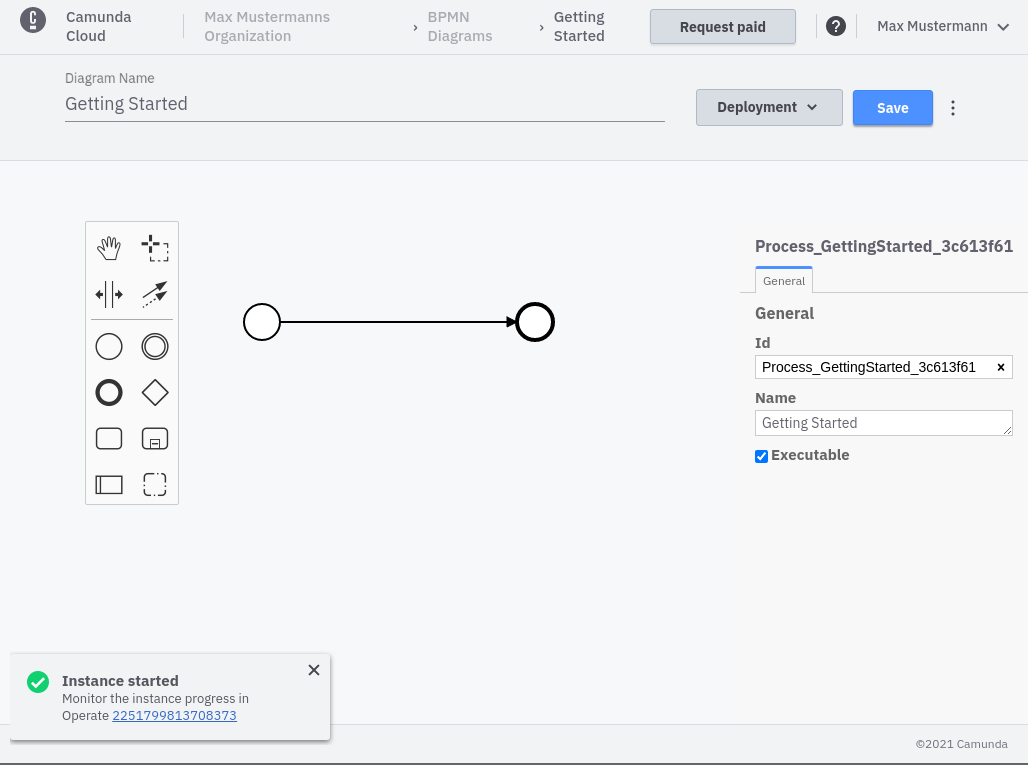 Camunda Cloud
Max Mustermanns Organization
› BPMN Diagrams
› Getting Started
Request paid
?
Max Mustermann
Diagram Name
Getting Started
Deployment
Save
Process_GettingStarted_3c613f61
General
General
Id
Process_GettingStarted_3c613f61
Name
Getting Started
Executable
Instance started
Monitor the instance progress in
Operate 2251799813708373
©2021 Camunda